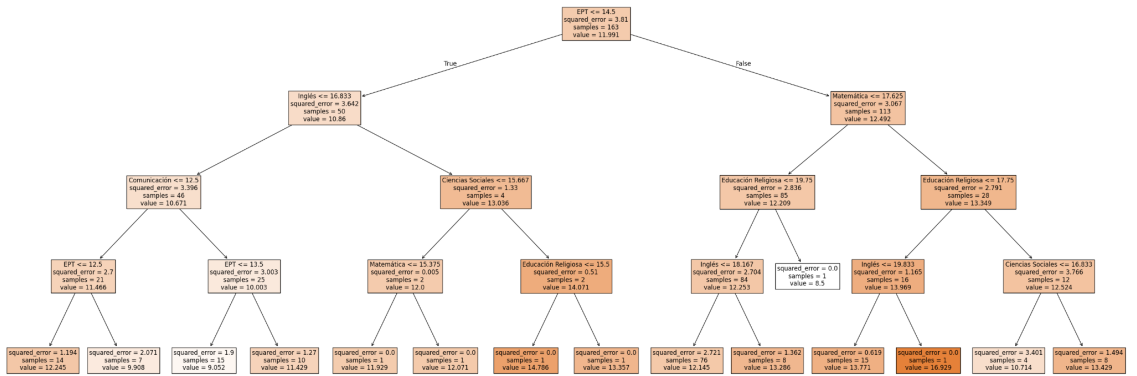 EPT <= 14.5
squared_error = 3.81
samples = 163
value = 11.991
True
False
Inglés <= 16.833
squared_error = 3.642
samples = 50
value = 10.86
Matemática <= 17.625
squared_error = 3.067
samples = 113
value = 12.492
Comunicación <= 12.5
squared_error = 3.396
samples = 46
value = 10.671
Ciencias Sociales <= 15.667
squared_error = 1.33
samples = 4
value = 13.036
Educación Religiosa <= 19.75
squared_error = 2.836
samples = 85
value = 12.209
Educación Religiosa <= 17.75
squared_error = 2.791
samples = 28
value = 13.349
EPT <= 12.5
squared_error = 2.7
samples = 21
value = 11.466
EPT <= 13.5
squared_error = 3.003
samples = 25
value = 10.003
Matemática <= 15.375
squared_error = 0.005
samples = 2
value = 12.0
Educación Religiosa <= 15.5
squared_error = 0.51
samples = 2
value = 14.071
Inglés <= 18.167
squared_error = 2.704
samples = 84
value = 12.253
squared_error = 0.0
samples = 1
value = 8.5
Inglés <= 19.833
squared_error = 1.165
samples = 16
value = 13.969
Ciencias Sociales <= 16.833
squared_error = 3.766
samples = 12
value = 12.524
squared_error = 1.194
samples = 14
value = 12.245
squared_error = 2.071
samples = 7
value = 9.908
squared_error = 1.9
samples = 15
value = 9.052
squared_error = 1.27
samples = 10
value = 11.429
squared_error = 0.0
samples = 1
value = 11.929
squared_error = 0.0
samples = 1
value = 12.071
squared_error = 0.0
samples = 1
value = 14.786
squared_error = 0.0
samples = 1
value = 13.357
squared_error = 2.721
samples = 76
value = 12.145
squared_error = 1.362
samples = 8
value = 13.286
squared_error = 0.619
samples = 15
value = 13.771
squared_error = 0.0
samples = 1
value = 16.929
squared_error = 3.401
samples = 4
value = 10.714
squared_error = 1.494
samples = 8
value = 13.429